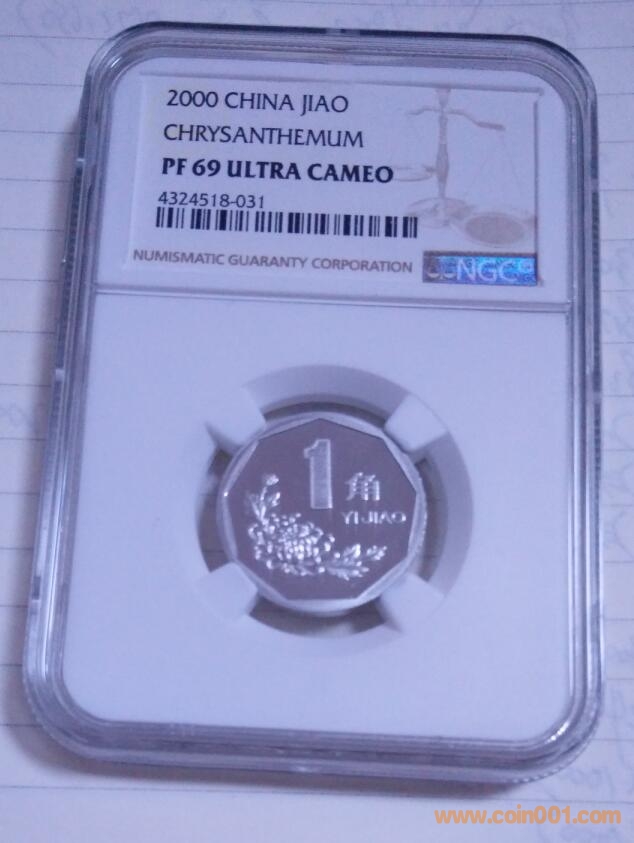 2000 CHINA JIAO
CHRYSANTHEMUM
PF 69 ULTRA CAMEO
4324518-031
NUMISMATIC GUARANTY CORPORATION
NGC
1 角
YI JIAO
www.coin001.com